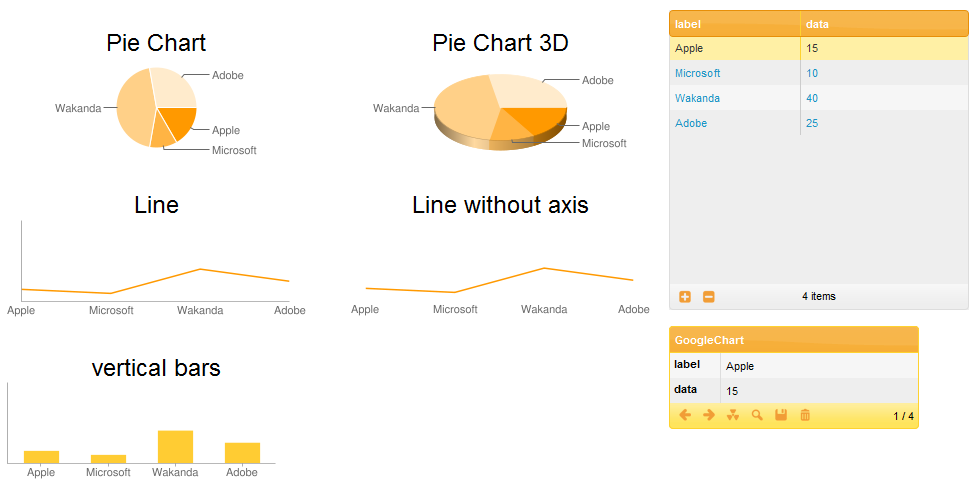 Pie Chart
Adobe
Wakanda
Apple
Microsoft
Pie Chart 3D
Adobe
Wakanda
Apple
Microsoft
label data
Apple 15
Microsoft 10
Wakanda 40
Adobe 25
4 items
Line
Apple Microsoft Wakanda Adobe
Line without axis
Apple Microsoft Wakanda Adobe
GoogleChart
label Apple
data 15
1 / 4
vertical bars
Apple Microsoft Wakanda Adobe